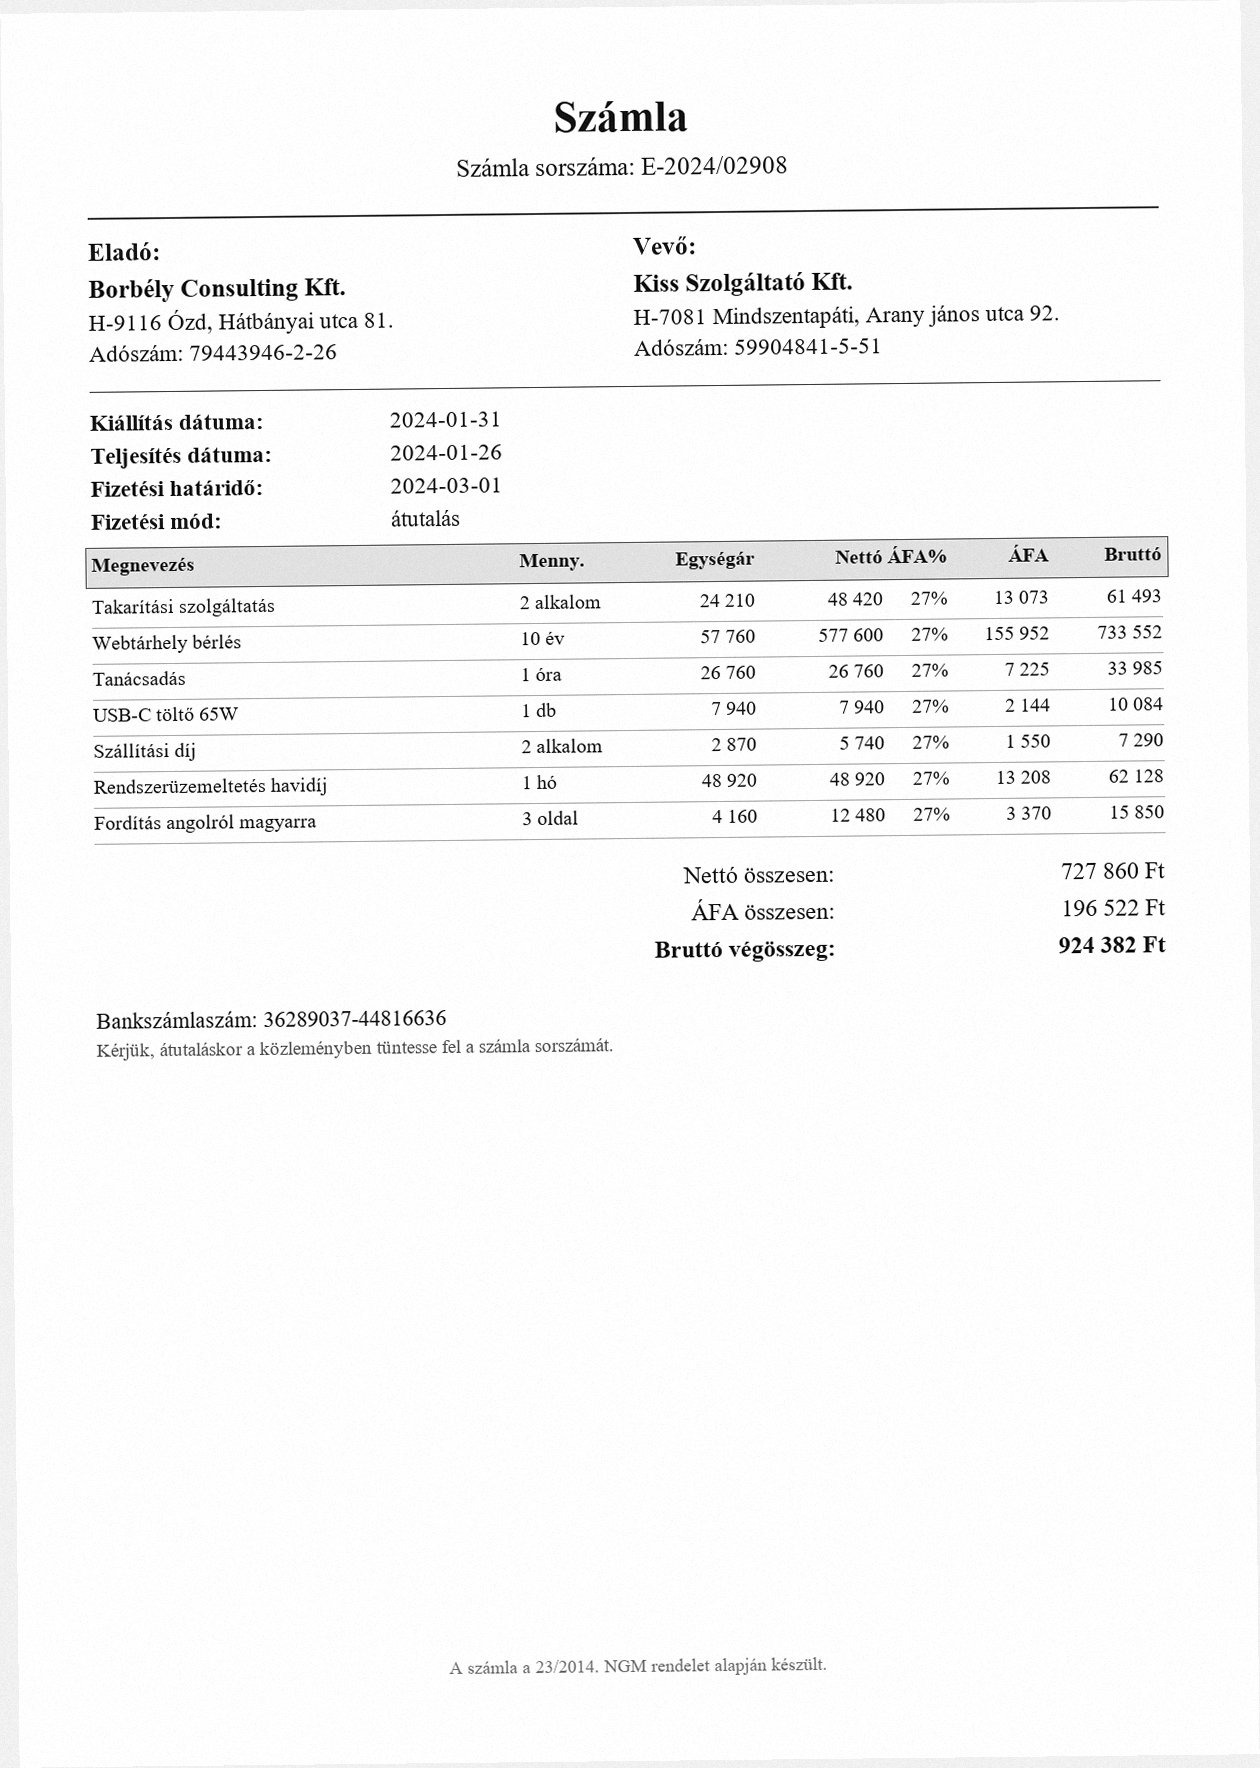 Számla
Számla sorszáma: E-2024/02908
Eladó:
Borbély Consulting Kft.
H-9116 Ózd, Hátbányai utca 81.
Adószám: 79443946-2-26
Vevő:
Kiss Szolgáltató Kft.
H-7081 Mindszentapáti, Arany jános utca 92.
Adószám: 59904841-5-51
Kiállítás dátuma: 2024-01-31
Teljesítés dátuma: 2024-01-26
Fizetési határidő: 2024-03-01
Fizetési mód: átutalás
Megnevezés Menny. Egységár Nettó ÁFA% ÁFA Bruttó
Takarítási szolgáltatás 2 alkalom 24 210 48 420 27% 13 073 61 493
Webtárhely bérlés 10 év 57 760 577 600 27% 155 952 733 552
Tanácsadás 1 óra 26 760 26 760 27% 7 225 33 985
USB-C töltő 65W 1 db 7 940 7 940 27% 2 144 10 084
Szállítási díj 2 alkalom 2 870 5 740 27% 1 550 7 290
Rendszerüzemeltetés havidíj 1 hó 48 920 48 920 27% 13 208 62 128
Fordítás angolról magyarra 3 oldal 4 160 12 480 27% 3 370 15 850
Nettó összesen: 727 860 Ft
ÁFA összesen: 196 522 Ft
Bruttó végösszeg: 924 382 Ft
Bankszámlaszám: 36289037-44816636
Kérjük, átutaláskor a közleményben tüntesse fel a számla sorszámát.
A számla a 23/2014. NGM rendelet alapján készült.